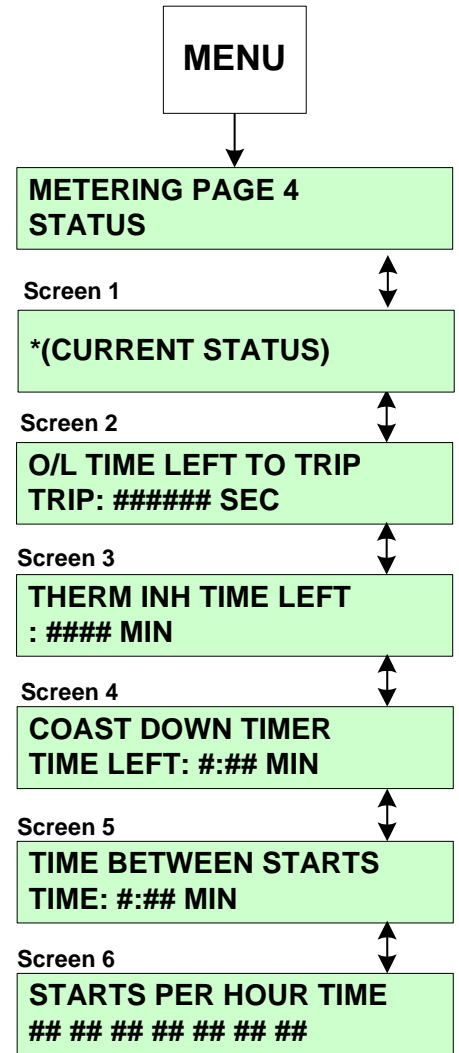 MENU
METERING PAGE 4
STATUS
Screen 1
*(CURRENT STATUS)
Screen 2
O/L TIME LEFT TO TRIP
TRIP: ###### SEC
Screen 3
THERM INH TIME LEFT
: #### MIN
Screen 4
COAST DOWN TIMER
TIME LEFT: #:## MIN
Screen 5
TIME BETWEEN STARTS
TIME: #:## MIN
Screen 6
STARTS PER HOUR TIME
## ## ## ## ## ## ##